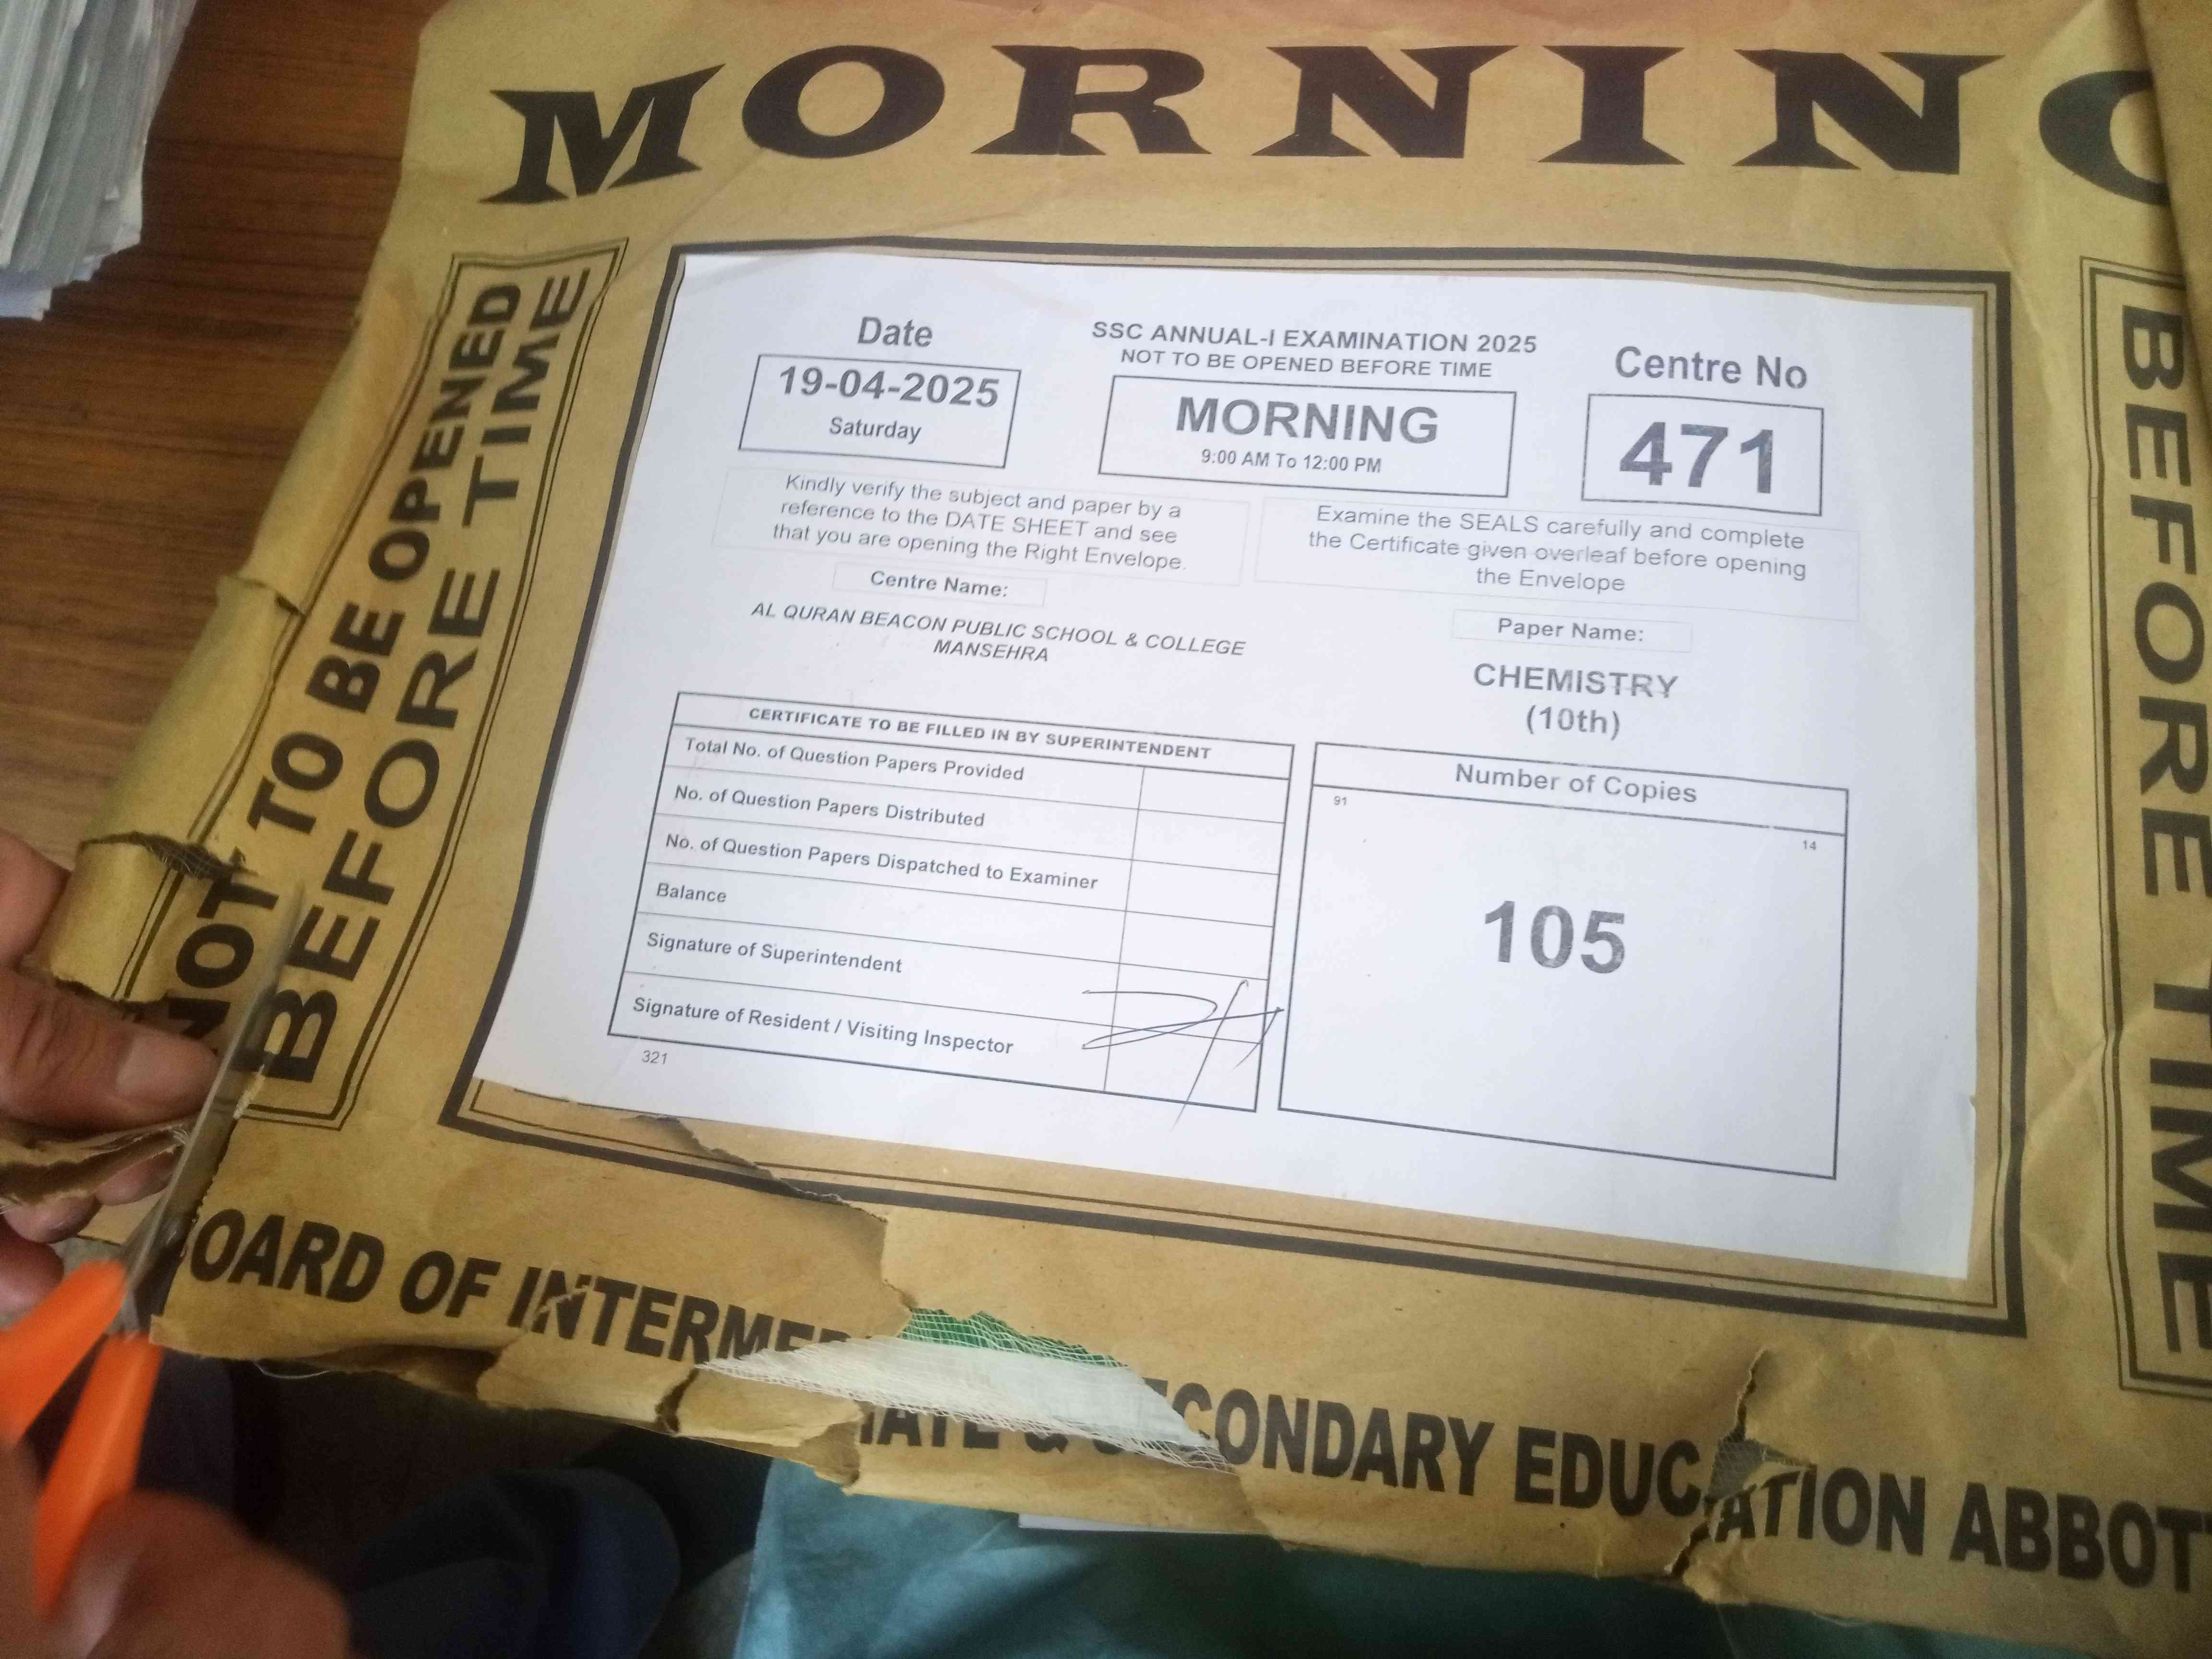 MORNIN
NOT TO BE OPENED
BEFORE TIME
Date
19-04-2025
Saturday
SSC ANNUAL-I EXAMINATION 2025
NOT TO BE OPENED BEFORE TIME
MORNING
9:00 AM To 12:00 PM
Centre No
471
Kindly verify the subject and paper by a
reference to the DATE SHEET and see
that you are opening the Right Envelope.
Examine the SEALS carefully and complete
the Certificate given overleaf before opening
the Envelope
Centre Name:
AL QURAN BEACON PUBLIC SCHOOL & COLLEGE
MANSEHRA
Paper Name:
CHEMISTRY
(10th)
CERTIFICATE TO BE FILLED IN BY SUPERINTENDENT
Total No. of Question Papers Provided
No. of Question Papers Distributed
No. of Question Papers Dispatched to Examiner
Balance
Signature of Superintendent
Signature of Resident / Visiting Inspector
321
Number of Copies
91
14
105
BEFORE TIME
OARD OF INTERMEDIATE & SECONDARY EDUCATION ABBOT